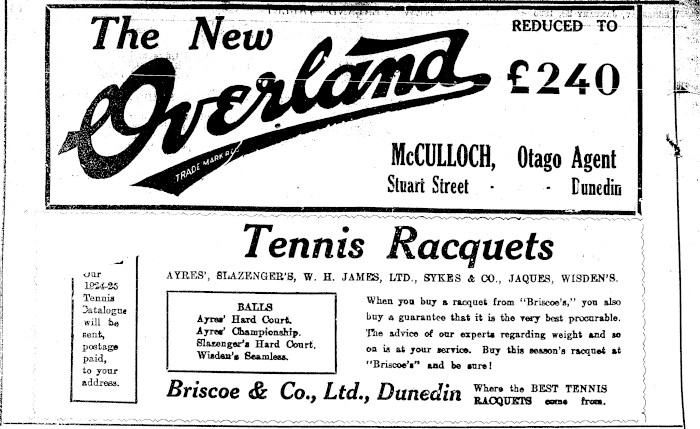 The New
REDUCED TO
Overland
£240
TRADE MARK
McCULLOCH, Otago Agent
Stuart Street - - Dunedin
Tennis Racquets
AYRES', SLAZENGER'S, W. H. JAMES, LTD., SYKES & CO., JAQUES, WISDEN'S.
Our
1924-25
Tennis
Catalogue
will be
sent,
postage
paid,
to your
address.
BALLS
Ayres' Hard Court.
Ayres' Championship.
Slazenger's Hard Court.
Wisden's Seamless.
When you buy a racquet from "Briscoe's," you also
buy a guarantee that it is the very best procurable.
The advice of our experts regarding weight and so
on is at your service. Buy this season's racquet at
"Briscoe's" and be sure!
Briscoe & Co., Ltd., Dunedin
Where the BEST TENNIS
RACQUETS come from.